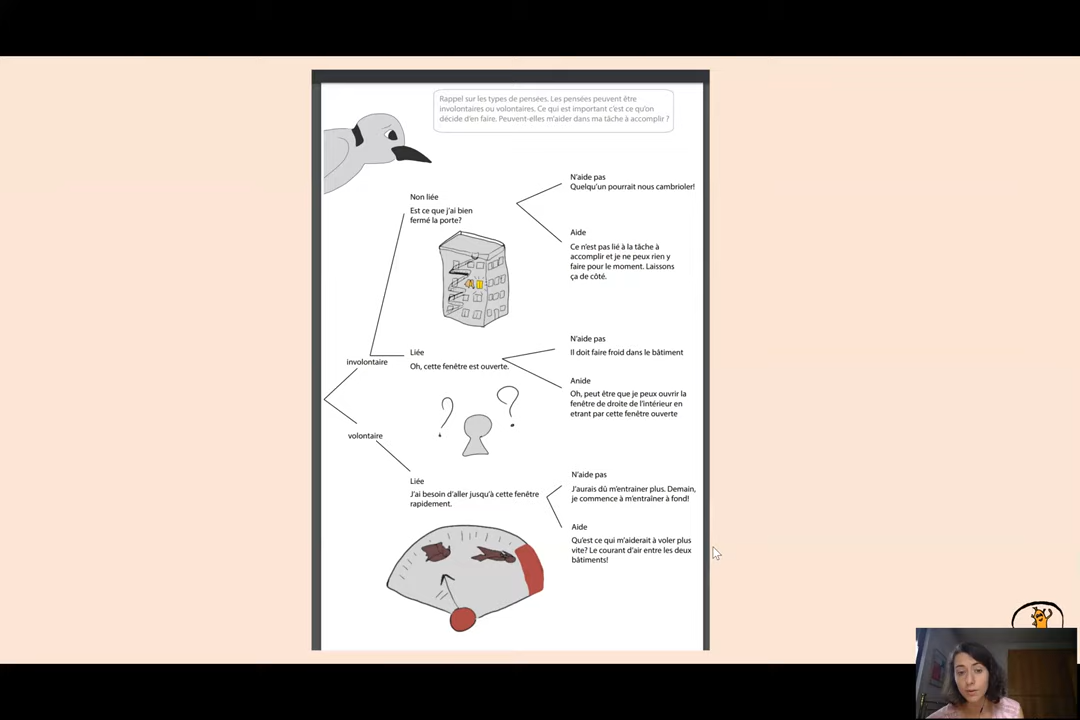 Rappel sur les types de pensées. Les pensées peuvent être
involontaires ou volontaires. Ce qui est important c'est ce qu'on
décide d'en faire. Peuvent-elles m'aider dans ma tâche à accomplir ?
N'aide pas
Quelqu'un pourrait nous cambrioler!
Non liée
Est ce que j'ai bien
fermé la porte?
Aide
Ce n'est pas lié à la tâche à
accomplir et je ne peux rien y
faire pour le moment. Laissons
ça de côté.
N'aide pas
Il doit faire froid dans le bâtiment
Liée
Oh, cette fenêtre est ouverte.
involontaire
Anide
Oh, peut être que je peux ouvrir la
fenêtre de droite de l'intérieur en
etrant par cette fenêtre ouverte
? ?
volontaire
N'aide pas
J'aurais dû m'entrainer plus. Demain,
je commence à m'entraîner à fond!
Liée
J'ai besoin d'aller jusqu'à cette fenêtre
rapidement.
Aide
Qu'est ce qui m'aiderait à voler plus
vite? Le courant d'air entre les deux
bâtiments!